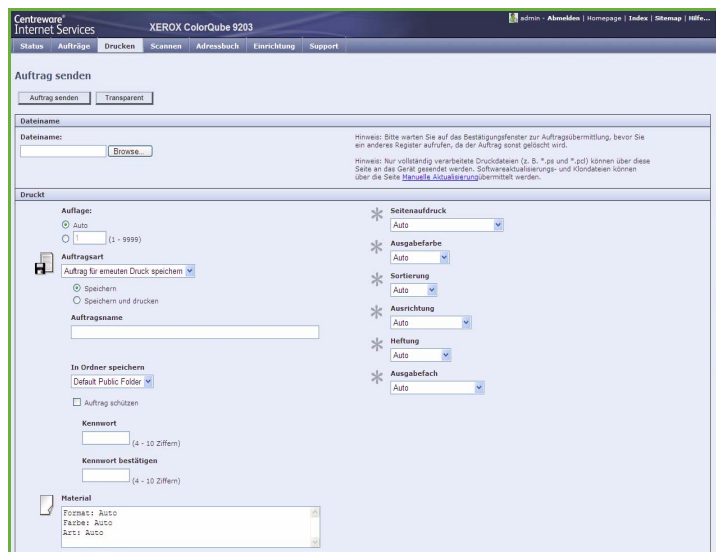 Centreware®
Internet Services
XEROX ColorQube 9203
admin - Abmelden | Homepage | Index | Sitemap | Hilfe...
Status Aufträge Drucken Scannen Adressbuch Einrichtung Support
Auftrag senden
Auftrag senden Transparent
Dateiname
Dateiname:
Browse...
Hinweis: Bitte warten Sie auf das Bestätigungsfenster zur Auftragsübermittlung, bevor Sie
ein anderes Register aufrufen, da der Auftrag sonst gelöscht wird.
Hinweis: Nur vollständig verarbeitete Druckdateien (z. B. *.ps und *.pcl) können über diese
Seite an das Gerät gesendet werden. Softwareaktualisierungs- und Klondateien können
über die Seite Manuelle Aktualisierungübermittelt werden.
Druckt
Auflage:
Auto
1 (1 - 9999)
Auftragsart
Auftrag für erneuten Druck speichern
Speichern
Speichern und drucken
Auftragsname
In Ordner speichern
Default Public Folder
Auftrag schützen
Kennwort
(4 - 10 Ziffern)
Kennwort bestätigen
(4 - 10 Ziffern)
Material
Format: Auto
Farbe: Auto
Art: Auto
Seitenaufdruck
Auto
Ausgabefarbe
Auto
Sortierung
Auto
Ausrichtung
Auto
Heftung
Auto
Ausgabefach
Auto